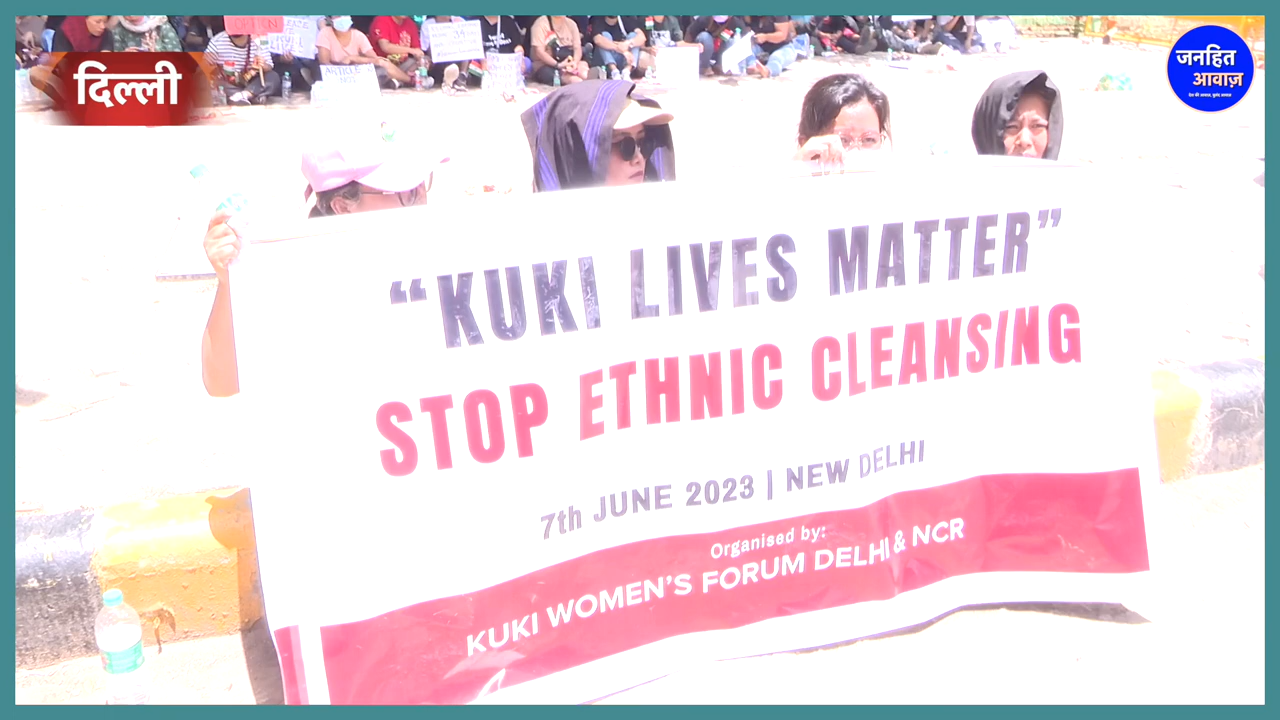 दिल्ली
जनहित
आवाज़
ARTICLE
"KUKI LIVES MATTER"
STOP ETHNIC CLEANSING
7th JUNE 2023 | NEW DELHI
Organised by:
KUKI WOMEN'S FORUM DELHI & NCR